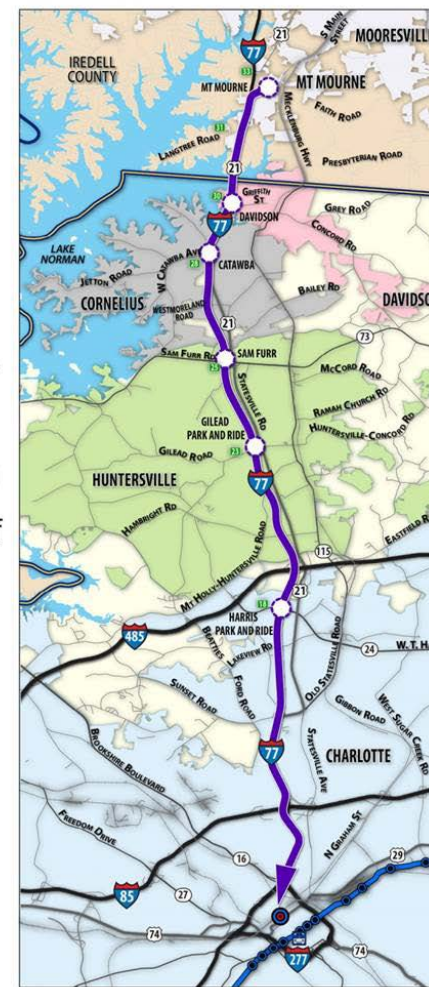 21
77
S MAIN
STREET
MOORESVILLE
IREDELL
COUNTY
33
MT MOURNE
MT MOURNE
MECKLENBURG HWY
FAITH ROAD
31
LANGTREE ROAD
PRESBYTERIAN ROAD
21
30
GRIFFITH
ST
DAVIDSON
GREY ROAD
77
CONCORD RD
LAKE
NORMAN
W CATAWBA AVE
28
CATAWBA
JETTON ROAD
CORNELIUS
BAILEY RD
DAVIDSO
WESTMORELAND
ROAD
21
73
SAM FURR RD
SAM FURR
25
MCCORD ROAD
STATESVILLE RD
RAMAH CHURCH RD
GILEAD
PARK AND RIDE
HUNTERSVILLE-CONCORD RD
GILEAD ROAD
23
HUNTERSVILLE
77
HAMBRIGHT RD
MT HOLLY-HUNTERSVILLE ROAD
EASTFIELD R
115
21
18
HARRIS
PARK AND RIDE
485
24
W.T. HA
BEATTIES
FORD ROAD
LAKEVIEW RD
OLD STATESVILLE ROAD
SUNSET ROAD
GIBBON ROAD
WEST SUGAR CREEK RD
77
STATESVILLE AVE
CHARLOTTE
BROOKSHIRE BOULEVARD
N GRAHAM ST
FREEDOM DRIVE
16
29
85
27
74
277
74